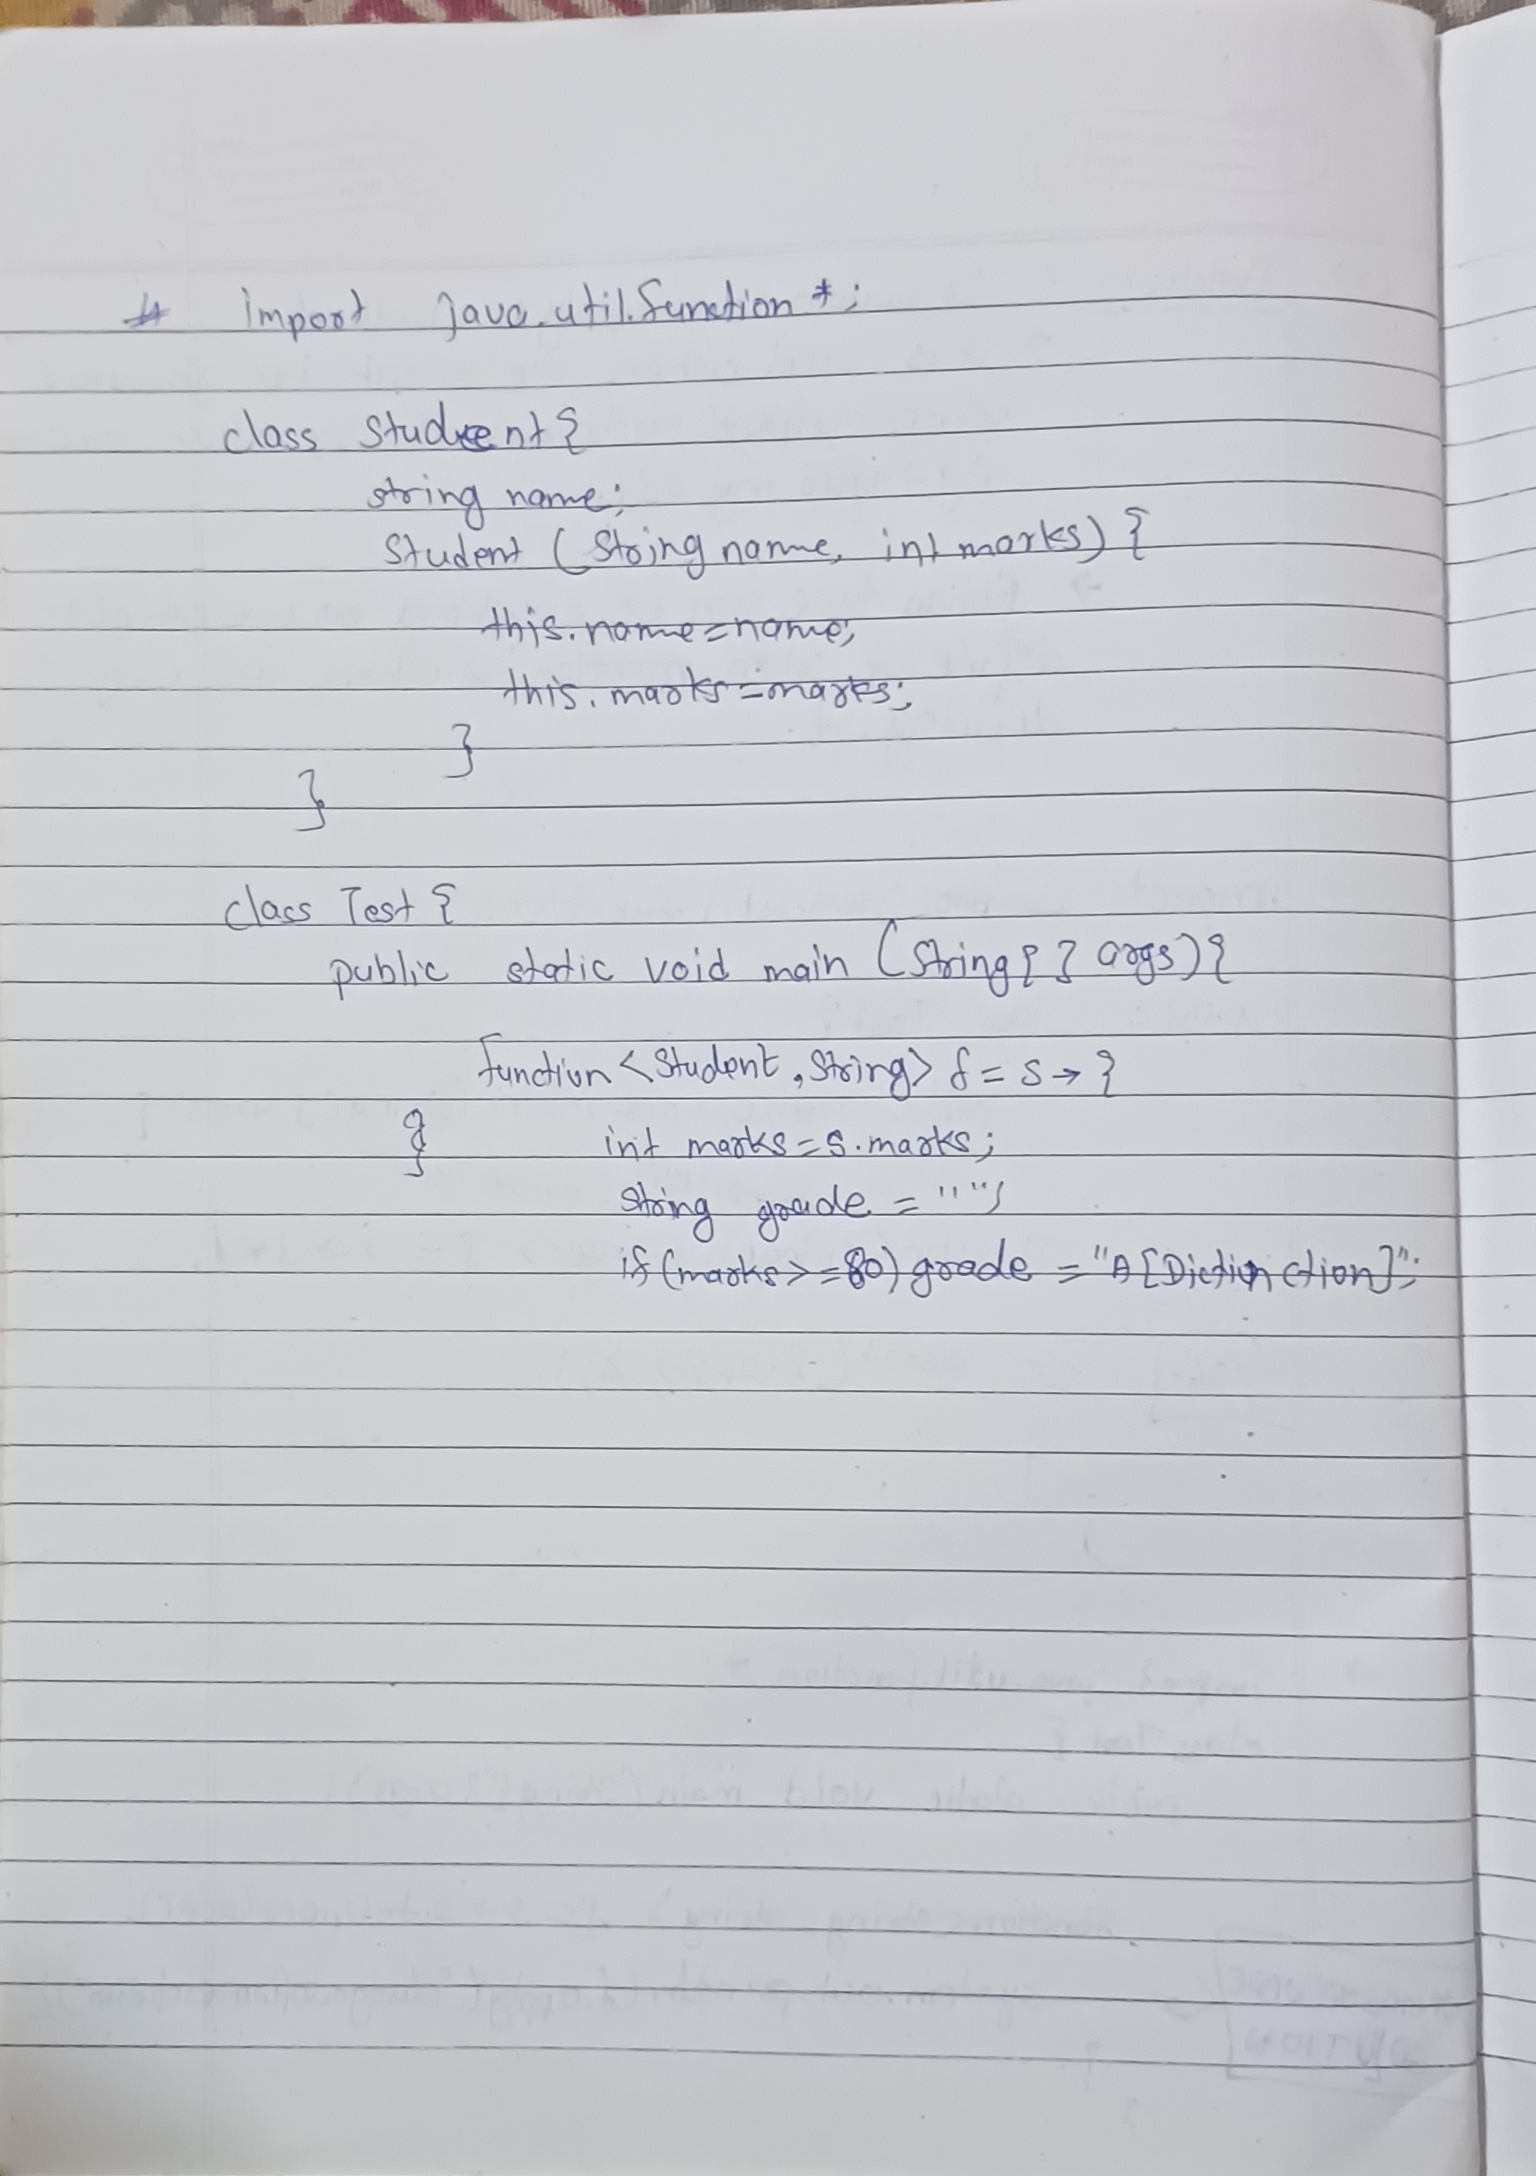 # import java.util.function *;
class Student {
string name;
Student (String name, int marks) {
this.name=name;
this.marks=marks;
}
}
class Test {
public static void main (String { } args) {
function <Student, String> f = s → {
} int marks = s.marks;
string grade = "";
if (marks >= 80) grade = "A [Dictinction]";